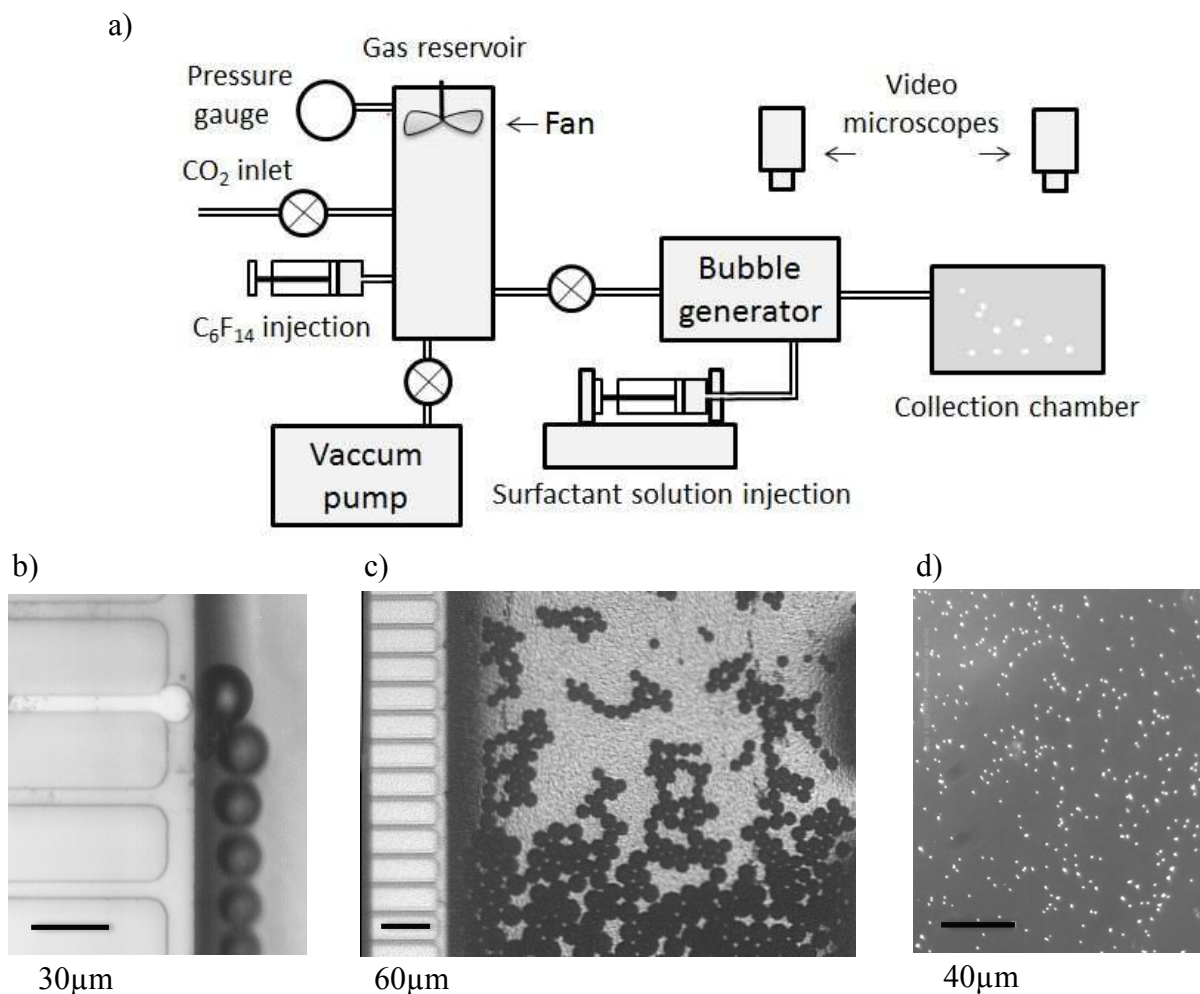 a)
Gas reservoir
Pressure
gauge
Fan
Video
microscopes
CO₂ inlet
Bubble
generator
C₆F₁₄ injection
Collection chamber
Vaccum
pump
Surfactant solution injection
b)
c)
d)
30µm
60µm
40µm